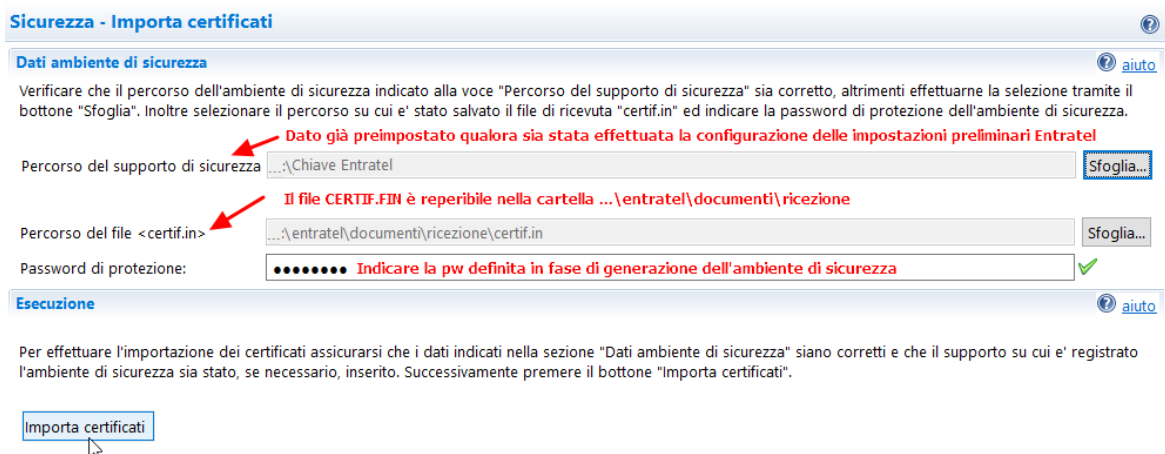 Sicurezza - Importa certificati
Dati ambiente di sicurezza
aiuto
Verificare che il percorso dell'ambiente di sicurezza indicato alla voce "Percorso del supporto di sicurezza" sia corretto, altrimenti effettuarne la selezione tramite il
bottone "Sfoglia". Inoltre selezionare il percorso su cui e' stato salvato il file di ricevuta "certif.in" ed indicare la password di protezione dell'ambiente di sicurezza.
Dato già preimpostato qualora sia stata effettuata la configurazione delle impostazioni preliminari Entratel
Percorso del supporto di sicurezza ...:\Chiave Entratel Sfoglia...
Il file CERTIF.FIN è reperibile nella cartella ...\entratel\documenti\ricezione
Percorso del file <certif.in> ...:\entratel\documenti\ricezione\certif.in Sfoglia...
Password di protezione: ●●●●●●●● Indicare la pw definita in fase di generazione dell'ambiente di sicurezza
Esecuzione
aiuto
Per effettuare l'importazione dei certificati assicurarsi che i dati indicati nella sezione "Dati ambiente di sicurezza" siano corretti e che il supporto su cui e' registrato
l'ambiente di sicurezza sia stato, se necessario, inserito. Successivamente premere il bottone "Importa certificati".
Importa certificati